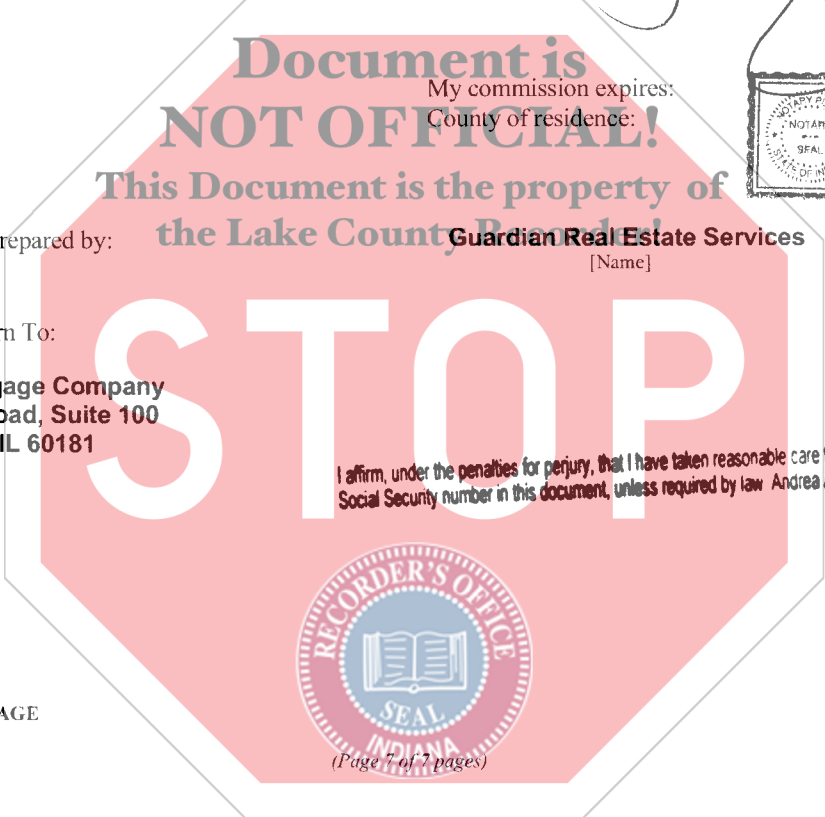 Document is
My commission expires:
NOT OFFICIAL!
County of residence:
NOTARY
SEAL
This Document is the property of
the Lake County Recorder!
repared by:
Guardian Real Estate Services
[Name]
n To:
gage Company
oad, Suite 100
IL 60181
STOP
I affirm, under the penalties for perjury, that I have taken reasonable care
Social Security number in this document, unless required by law Andrea
RECORDER'S OFFICE
SEAL
INDIANA
AGE
(Page 7 of 7 pages)